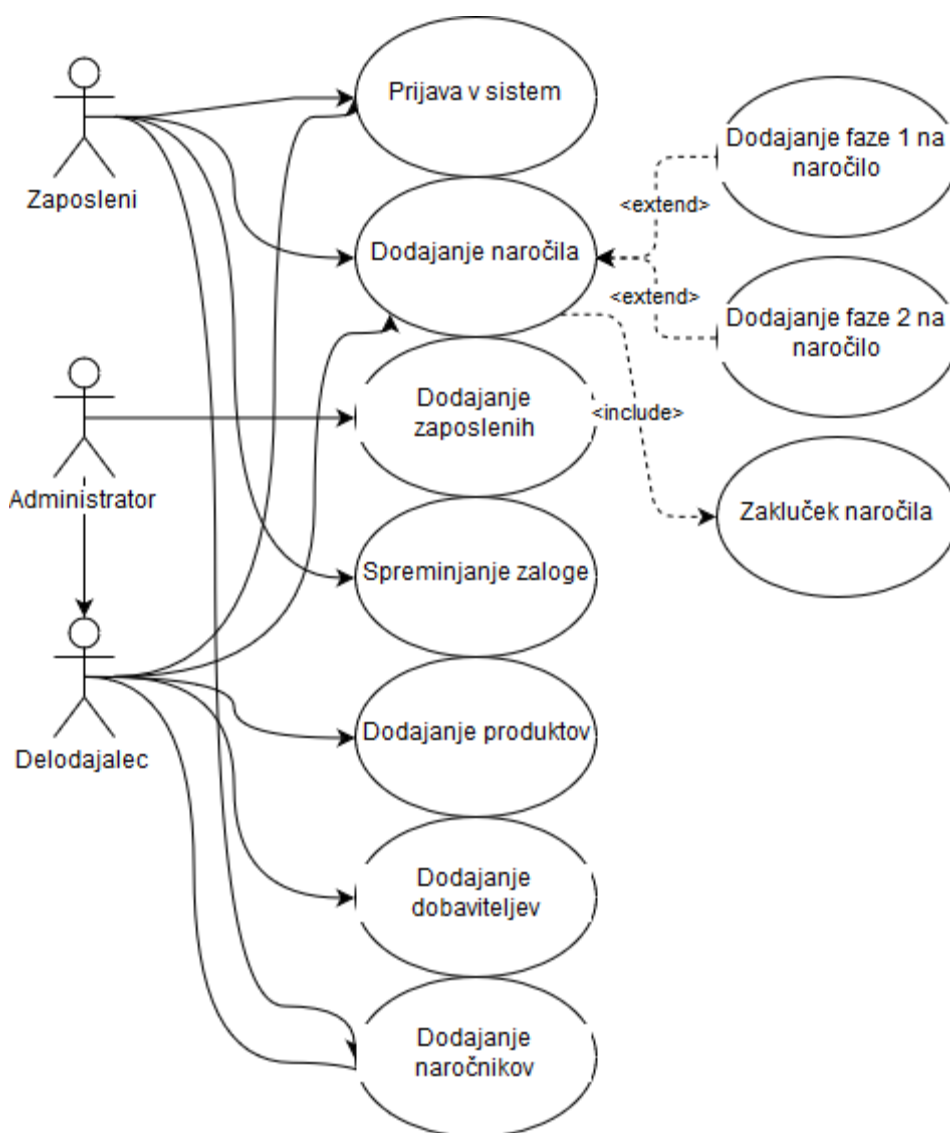 Prijava v sistem
Zaposleni
Dodajanje faze 1 na
naročilo
<extend>
Dodajanje naročila
<extend>
Dodajanje faze 2 na
naročilo
Dodajanje
zaposlenih
<include>
Administrator
Zakluček naročila
Spreminjanje zaloge
Delodajalec
Dodajanje produktov
Dodajanje
dobaviteljev
Dodajanje
naročnikov